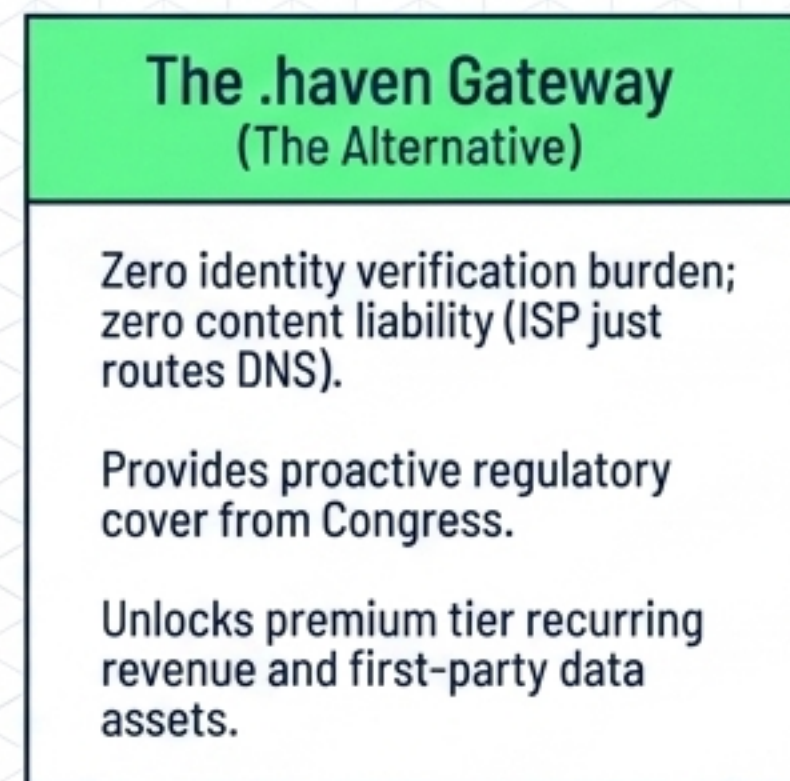 The .haven Gateway
(The Alternative)
Zero identity verification burden;
zero content liability (ISP just
routes DNS).
Provides proactive regulatory
cover from Congress.
Unlocks premium tier recurring
revenue and first-party data
assets.